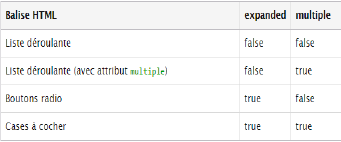 Balise HTML expanded multiple
Liste déroulante false false
Liste déroulante (avec attribut multiple) false true
Boutons radio true false
Cases à cocher true true